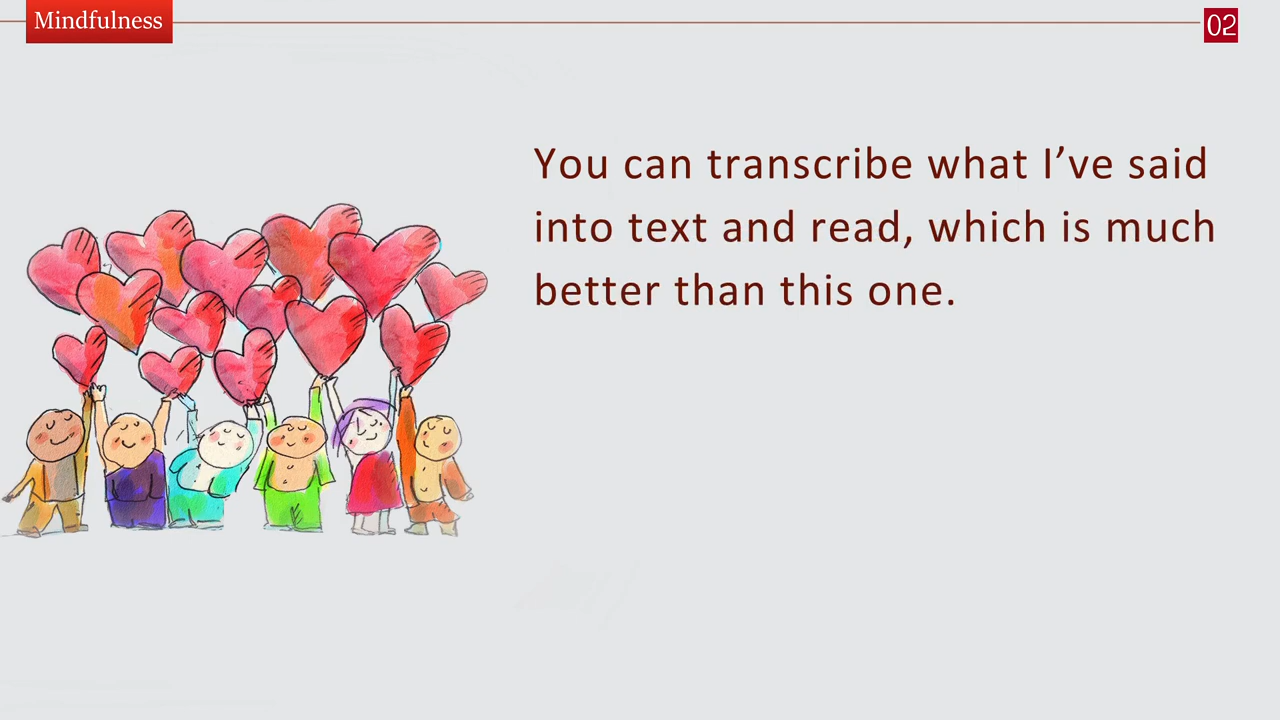 Mindfulness
02
You can transcribe what I’ve said
into text and read, which is much
better than this one.